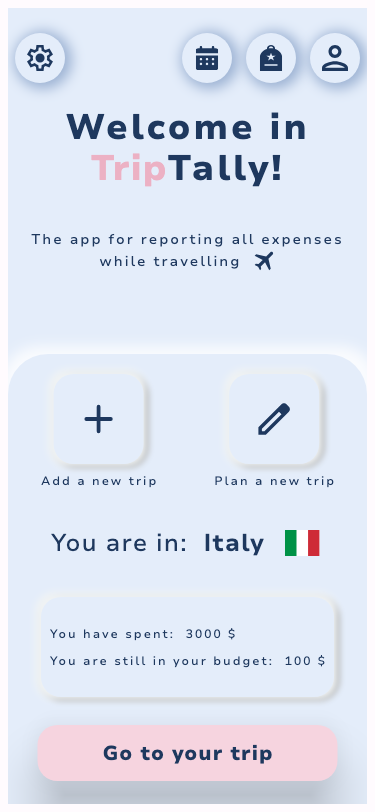 Welcome in
TripTally!
The app for reporting all expenses
while travelling
Add a new trip
Plan a new trip
You are in: Italy
You have spent: 3000 $
You are still in your budget: 100 $
Go to your trip